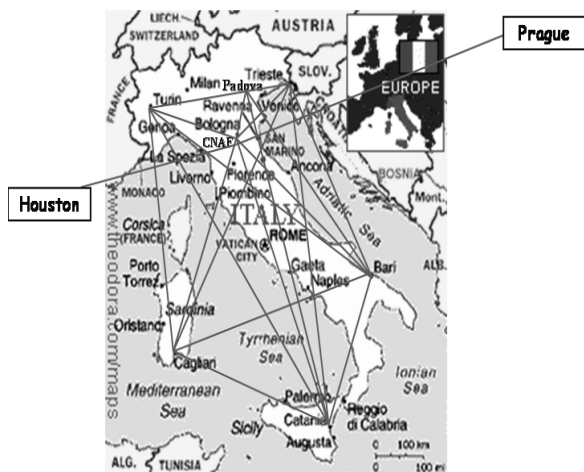 Prague
Houston
LIECH.
SWITZERLAND
AUSTRIA
SLOV.
EUROPE
FRANCE
Milan
Padova
Trieste
Turin
Ravenna
Venice
Genoa
Bologna
CNAF
SAN
MARINO
CROATIA
BOSNIA
La Spezia
Florence
Ancona
Livorno
Piombino
MONACO
Mont.
Adriatic Sea
Corsica
(FRANCE)
ITALY
ROME
VATICAN
CITY
ALB.
Porto
Torres
Gaeta
Naples
Bari
Sardinia
Oristano
Tyrrhenian
Sea
Cagliari
Ionian
Sea
Mediterranean
Sea
Palermo
Reggio
di Calabria
Sicily
Catania
Augusta
ALG.
TUNISIA
0
100 km
0
100 mi
www.theodora.com/maps